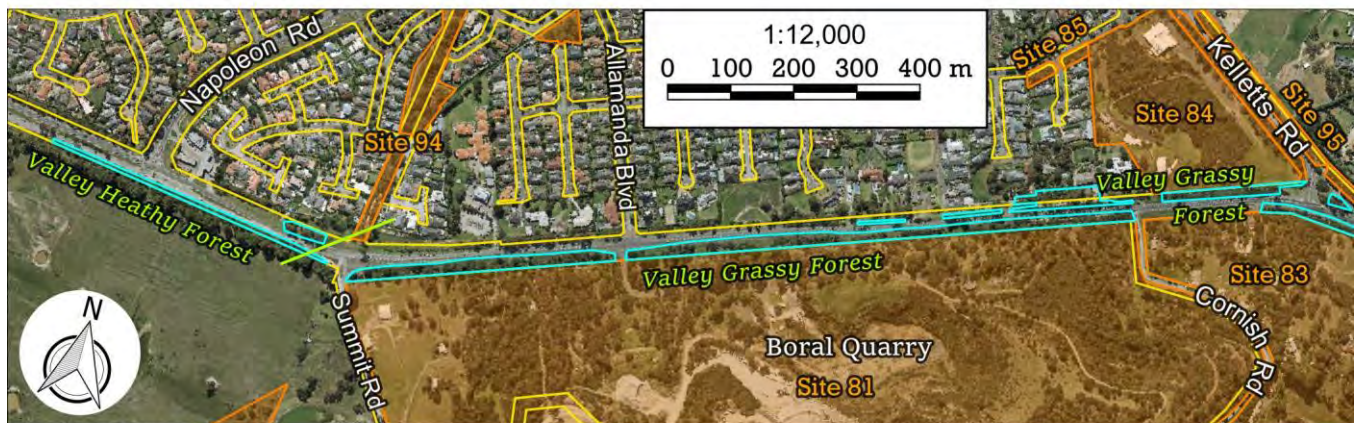 Napoleon Rd
Site 94
Allamanda Blvd
1:12,000
0 100 200 300 400 m
Site 85
Kelletts Rd
Site 95
Site 84
Valley Heathy Forest
Valley Grassy
Forest
Valley Grassy Forest
Site 83
Summit Rd
Cornish Rd
Boral Quarry
Site 81
N